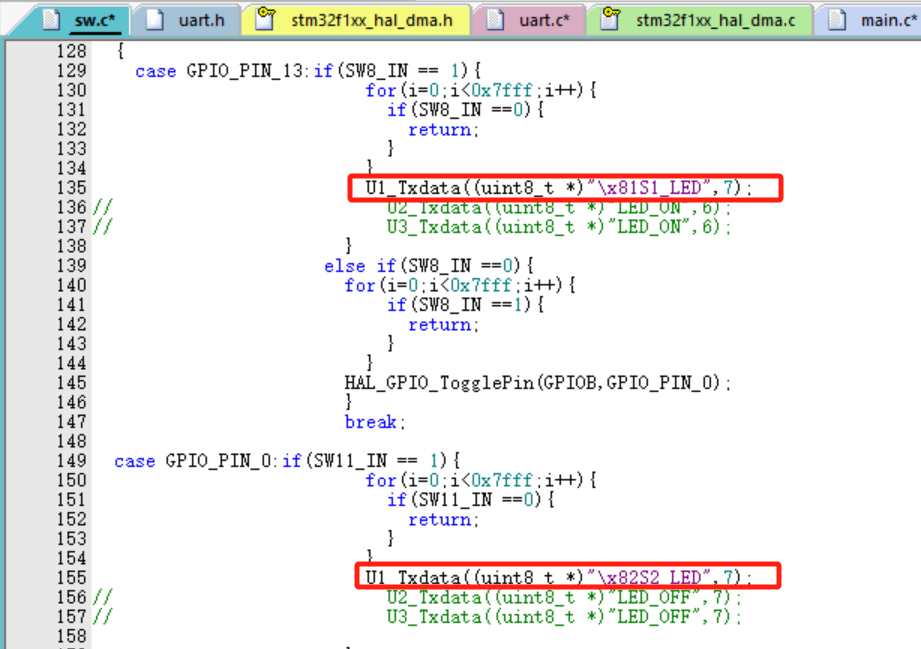 sw.c* uart.h stm32f1xx_hal_dma.h uart.c* stm32f1xx_hal_dma.c main.c*
128 {
129 case GPIO_PIN_13:if(SW8_IN == 1){
130 for(i=0;i<0x7fff;i++){
131 if(SW8_IN ==0){
132 return;
133 }
134 }
135 U1_Txdata((uint8_t *)"\x81S1_LED",7);
136 // U2_Txdata((uint8_t *)"LED_ON",6);
137 // U3_Txdata((uint8_t *)"LED_ON",6);
138 }
139 else if(SW8_IN ==0){
140 for(i=0;i<0x7fff;i++){
141 if(SW8_IN ==1){
142 return;
143 }
144 }
145 HAL_GPIO_TogglePin(GPIOB,GPIO_PIN_0);
146 }
147 break;
148
149 case GPIO_PIN_0:if(SW11_IN == 1){
150 for(i=0;i<0x7fff;i++){
151 if(SW11_IN ==0){
152 return;
153 }
154 }
155 U1_Txdata((uint8_t *)"\x82S2_LED",7);
156 // U2_Txdata((uint8_t *)"LED_OFF",7);
157 // U3_Txdata((uint8_t *)"LED_OFF",7);
158